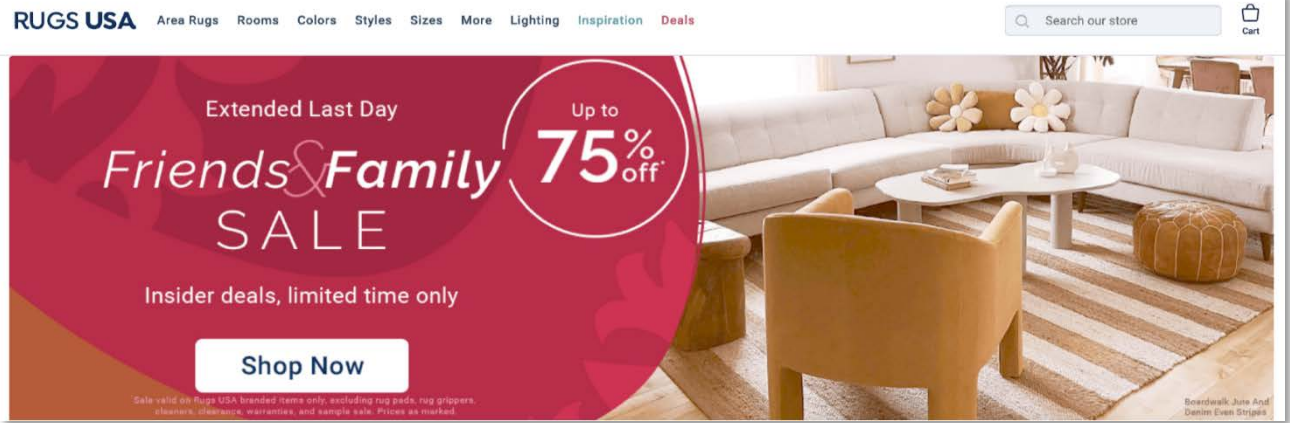 RUGS USA
Area Rugs Rooms Colors Styles Sizes More Lighting Inspiration Deals
Search our store
Cart
Extended Last Day
Friends & Family
SALE
Up to
75% off*
Insider deals, limited time only
Shop Now
Sale valid on Rugs USA branded items only, excluding rug pads, rug grippers,
cleaners, clearance, warranties, and sample sale. Prices as marked.
Boardwalk Jute And
Denim Even Stripes